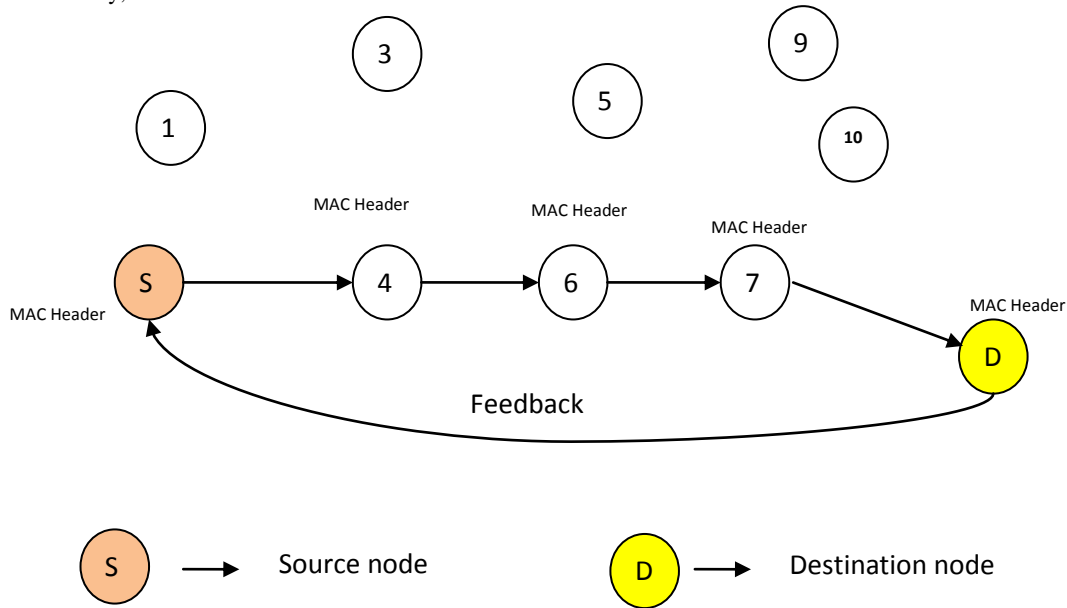 3
9
5
1
10
MAC Header
MAC Header
MAC Header
S
4
6
7
MAC Header
MAC Header
D
Feedback
S
Source node
D
Destination node